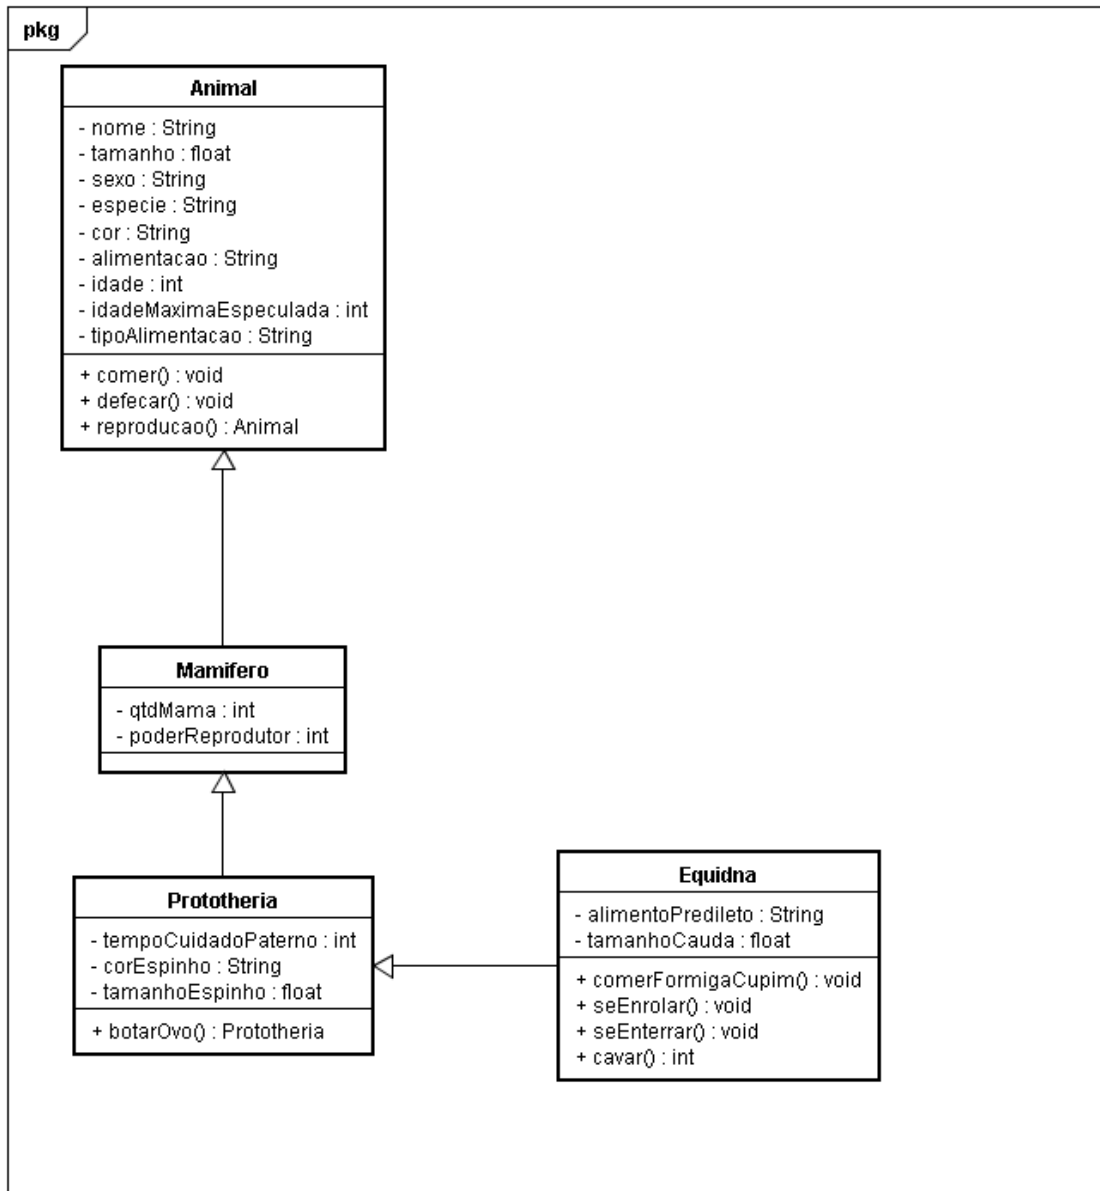 pkg
Animal
- nome : String
- tamanho : float
- sexo : String
- especie : String
- cor : String
- alimentacao : String
- idade : int
- idadeMaximaEspeculada : int
- tipoAlimentacao : String
+ comer() : void
+ defecar() : void
+ reproducao() : Animal
Mamifero
- qtdMama : int
- poderReprodutor : int
Prototheria
- tempoCuidadoPaterno : int
- corEspinho : String
- tamanhoEspinho : float
+ botarOvo() : Prototheria
Equidna
- alimentoPredileto : String
- tamanhoCauda : float
+ comerFormigaCupim() : void
+ seEnrolar() : void
+ seEnterrar() : void
+ cavar() : int